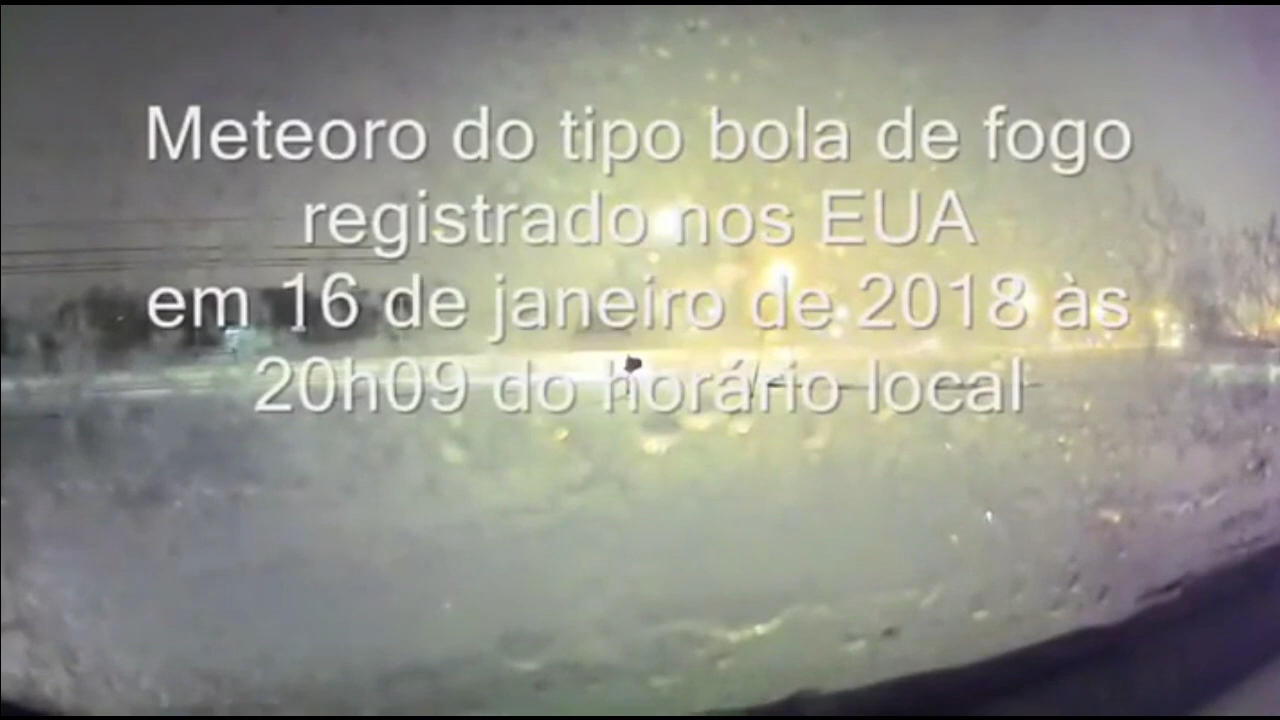 Meteoro do tipo bola de fogo
registrado nos EUA
em 16 de janeiro de 2018 às
20h09 do horário local